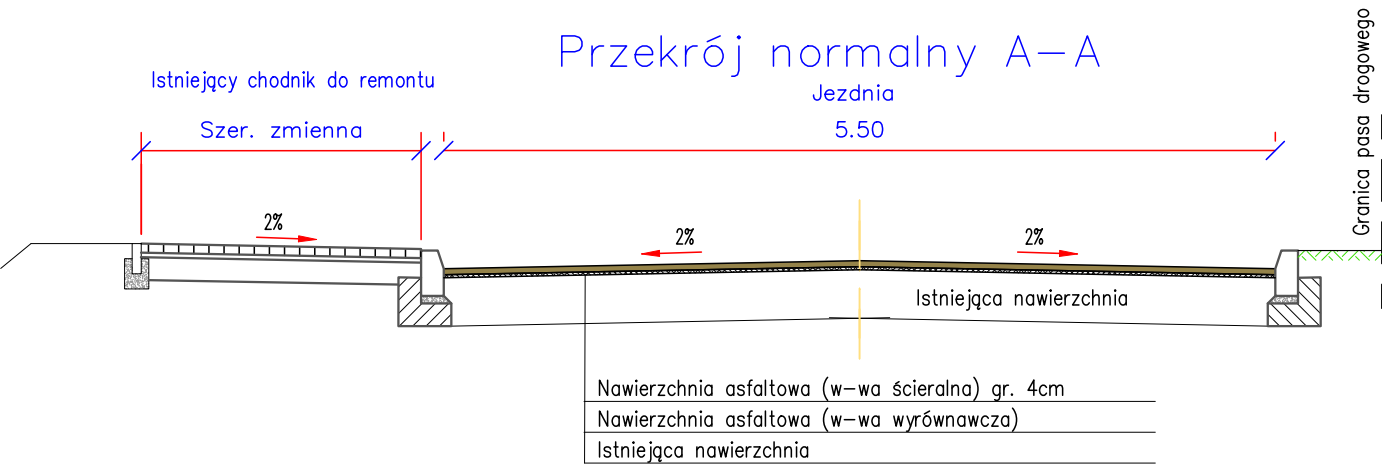 Przekrój normalny A-A
Istniejący chodnik do remontu
Jezdnia
Szer. zmienna
5.50
Granica pasa drogowego
2%
2%
2%
Istniejąca nawierzchnia
Nawierzchnia asfaltowa (w-wa ścieralna) gr. 4cm
Nawierzchnia asfaltowa (w-wa wyrównawcza)
Istniejąca nawierzchnia